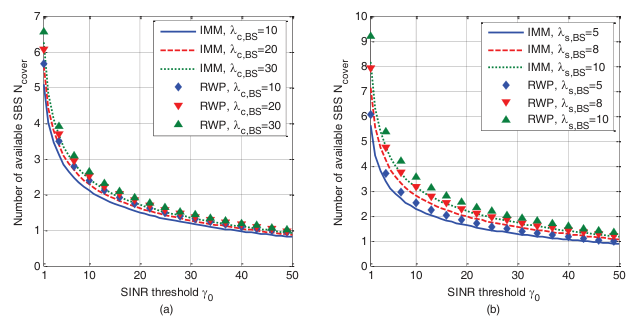 Number of available SBS N_cover
7
6
5
4
3
2
1
0
1 10 20 30 40 50
SINR threshold γ_0
(a)
IMM, λ_c,BS=10
IMM, λ_c,BS=20
IMM, λ_c,BS=30
RWP, λ_c,BS=10
RWP, λ_c,BS=20
RWP, λ_c,BS=30
Number of available SBS N_cover
10
9
8
7
6
5
4
3
2
1
0
1 10 20 30 40 50
SINR threshold γ_0
(b)
IMM, λ_s,BS=5
IMM, λ_s,BS=8
IMM, λ_s,BS=10
RWP, λ_s,BS=5
RWP, λ_s,BS=8
RWP, λ_s,BS=10